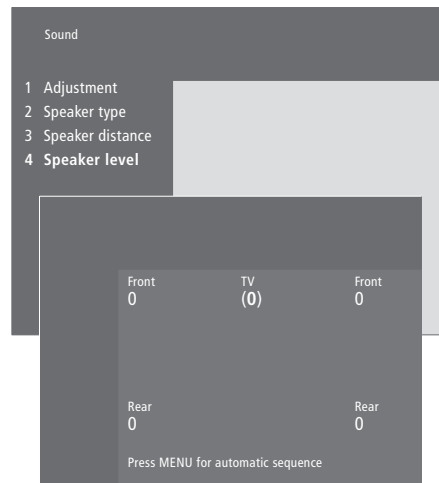 Sound
1 Adjustment
2 Speaker type
3 Speaker distance
4 Speaker level
Front TV Front
0 (0) 0
Rear Rear
0 0
Press MENU for automatic sequence